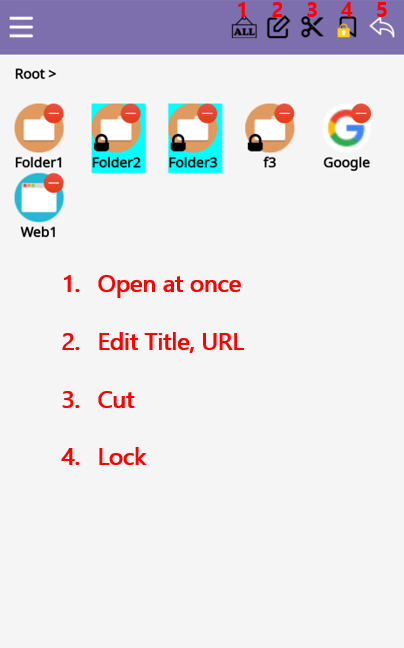 1 2 3 4 5
ALL
Root >
Folder1 Folder2 Folder3 f3 Google
Web1
1. Open at once
2. Edit Title, URL
3. Cut
4. Lock